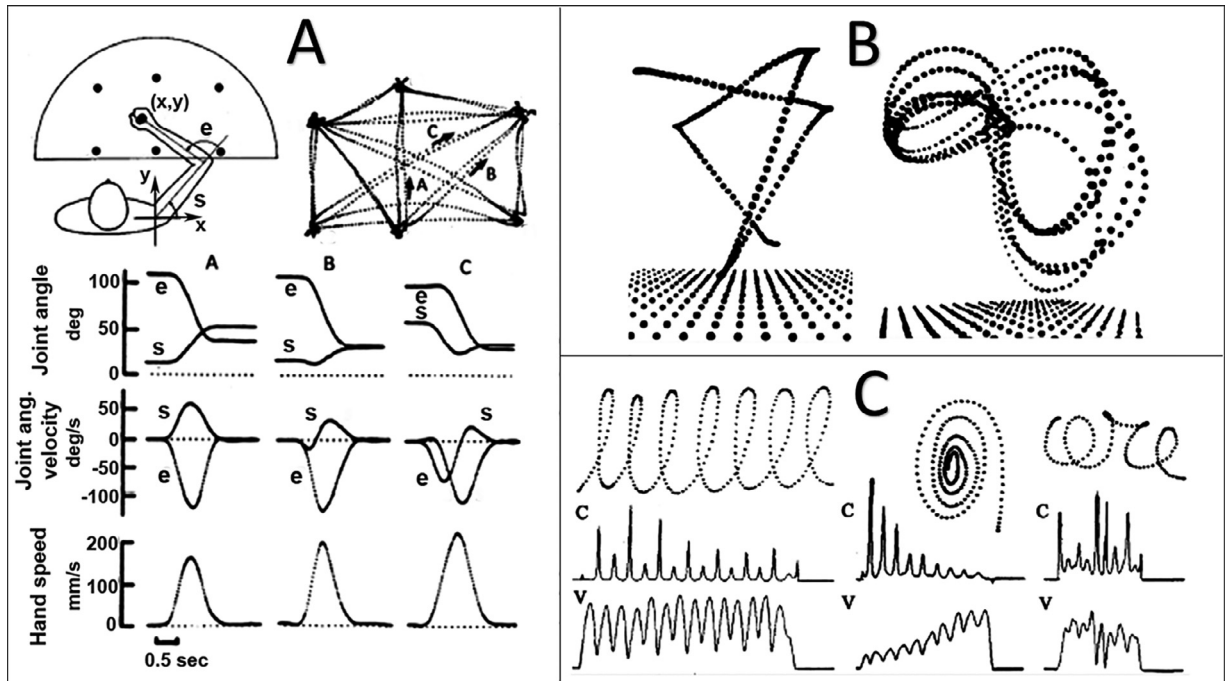 A
(x,y)
e
y
s
x
C
B
A
A
B
C
Joint angle
deg
100
50
0
e
s
e
s
e
s
Joint ang.
velocity
deg/s
50
0
-50
-100
s
e
s
e
s
e
Hand speed
mm/s
200
100
0
0.5 sec
B
C
c
v
c
v
c
v